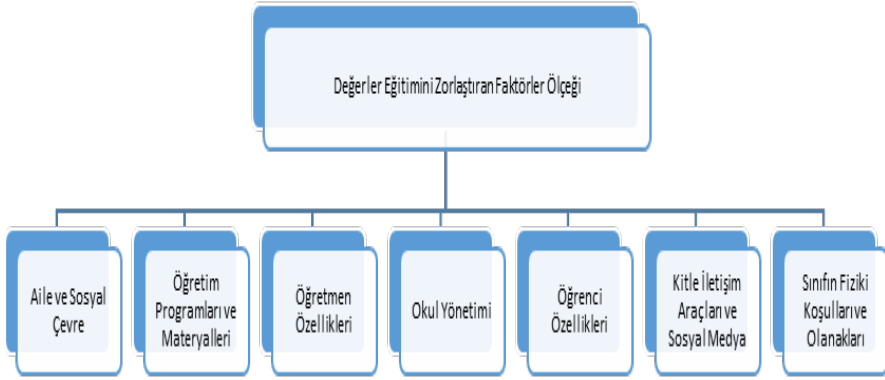 Değerler Eğitimini Zorlaştıran Faktörler Ölçeği
Aile ve Sosyal
Çevre
Öğretim
Programları ve
Materyalleri
Öğretmen
Özellikleri
Okul Yönetimi
Öğrenci
Özellikleri
Kitle İletişim
Araçları ve
Sosyal Medya
Sınıfın Fiziki
Koşulları ve
Olanakları